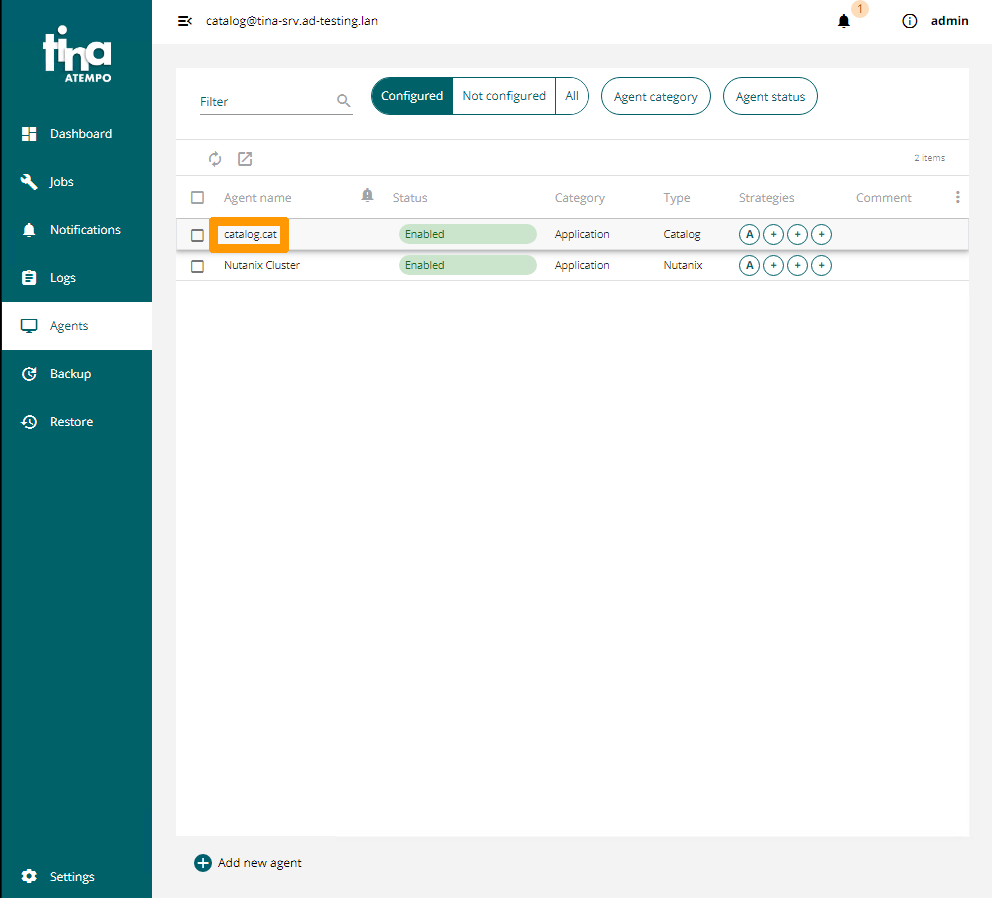 tina
ATEMPO
catalog@tina-srv.ad-testing.lan
1
admin
Dashboard
Jobs
Notifications
Logs
Agents
Backup
Restore
Settings
Filter
Configured Not configured All Agent category Agent status
2 items
Agent name Status Category Type Strategies Comment
catalog.cat Enabled Application Catalog A + + +
Nutanix Cluster Enabled Application Nutanix A + + +
Add new agent